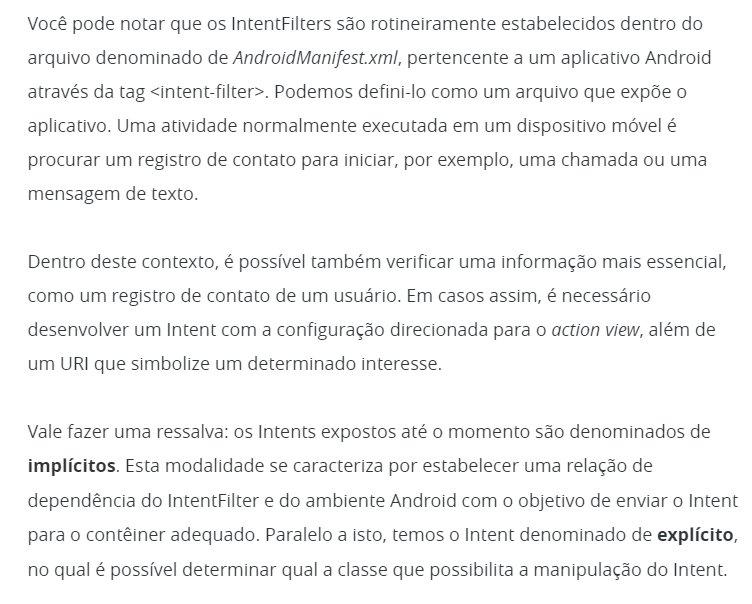 Você pode notar que os IntentFilters são rotineiramente estabelecidos dentro do
arquivo denominado de AndroidManifest.xml, pertencente a um aplicativo Android
através da tag <intent-filter>. Podemos defini-lo como um arquivo que expõe o
aplicativo. Uma atividade normalmente executada em um dispositivo móvel é
procurar um registro de contato para iniciar, por exemplo, uma chamada ou uma
mensagem de texto.
Dentro deste contexto, é possível também verificar uma informação mais essencial,
como um registro de contato de um usuário. Em casos assim, é necessário
desenvolver um Intent com a configuração direcionada para o action view, além de
um URI que simbolize um determinado interesse.
Vale fazer uma ressalva: os Intents expostos até o momento são denominados de
implícitos. Esta modalidade se caracteriza por estabelecer uma relação de
dependência do IntentFilter e do ambiente Android com o objetivo de enviar o Intent
para o contêiner adequado. Paralelo a isto, temos o Intent denominado de explícito,
no qual é possível determinar qual a classe que possibilita a manipulação do Intent.